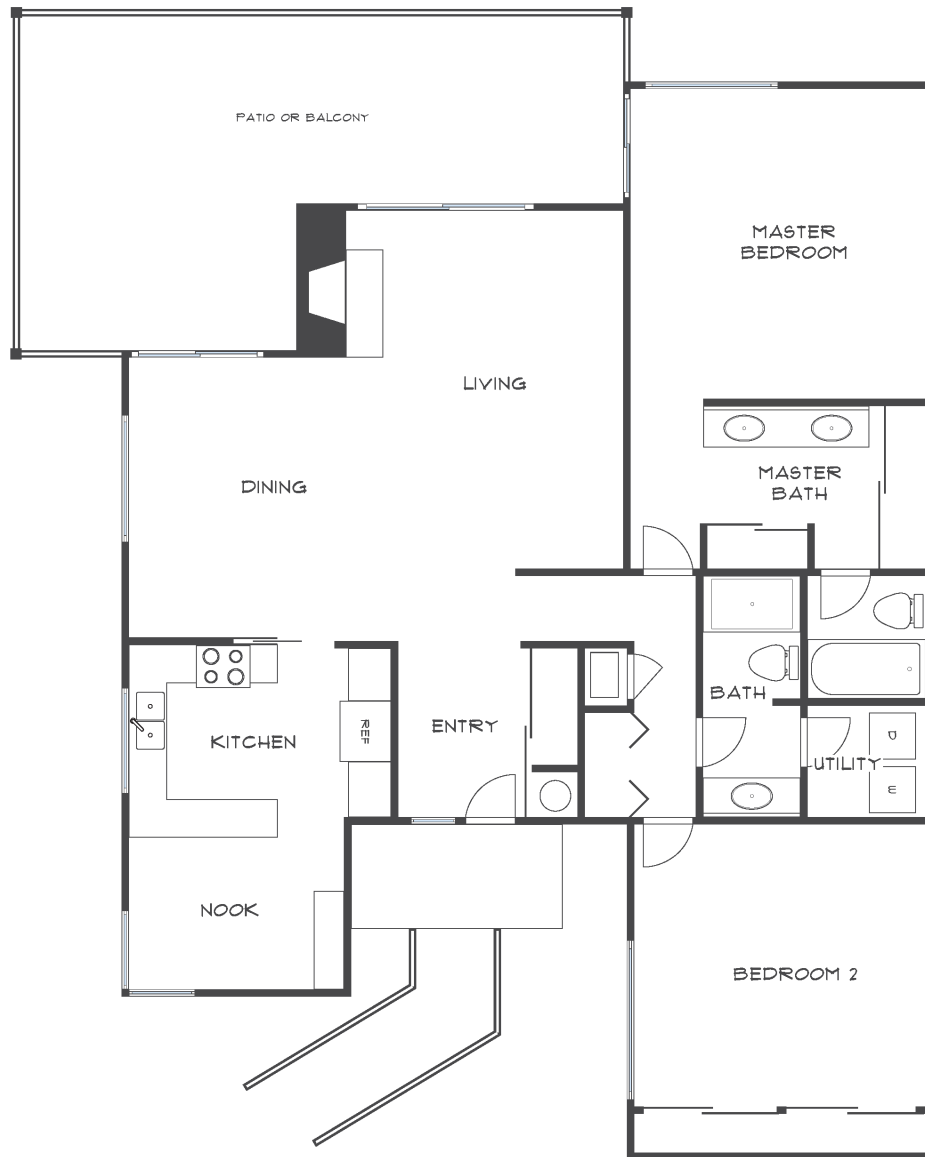 PATIO OR BALCONY
MASTER
BEDROOM
LIVING
DINING
MASTER
BATH
BATH
ENTRY
REF
KITCHEN
D
UTILITY
W
NOOK
BEDROOM 2